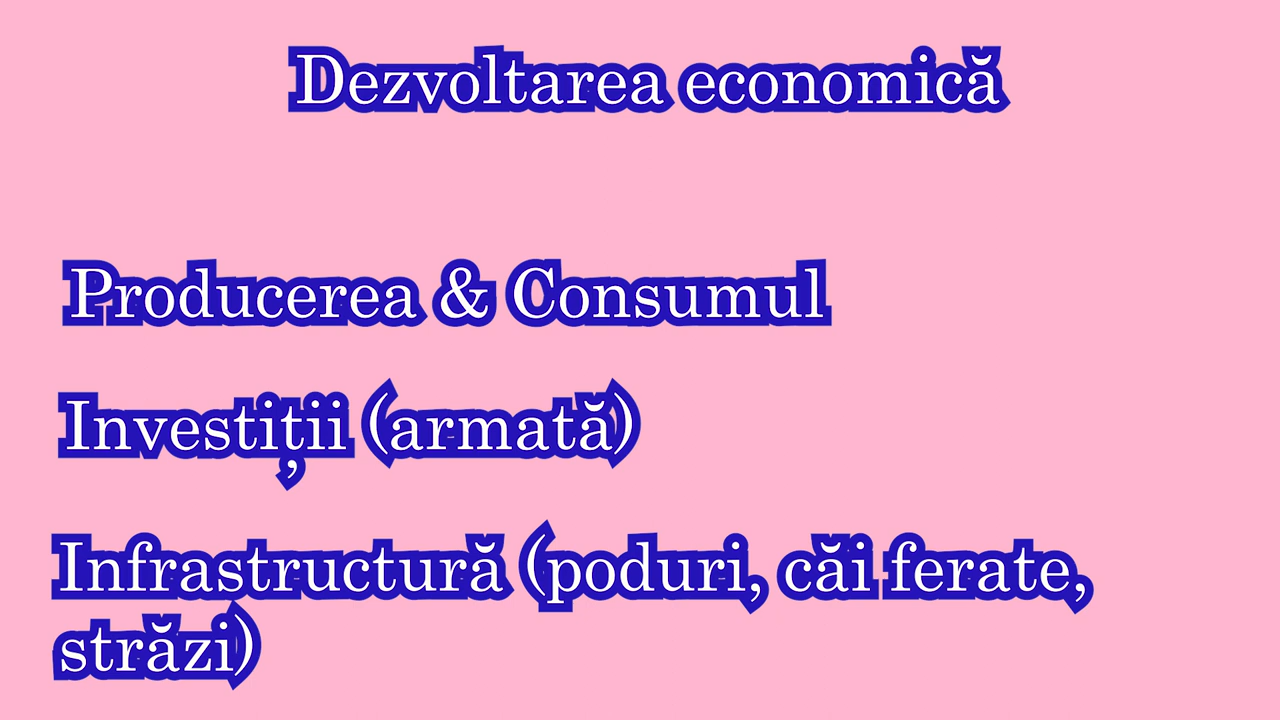 Dezvoltarea economică
Producerea & Consumul
Investiții (armată)
Infrastructură (poduri, căi ferate,
străzi)